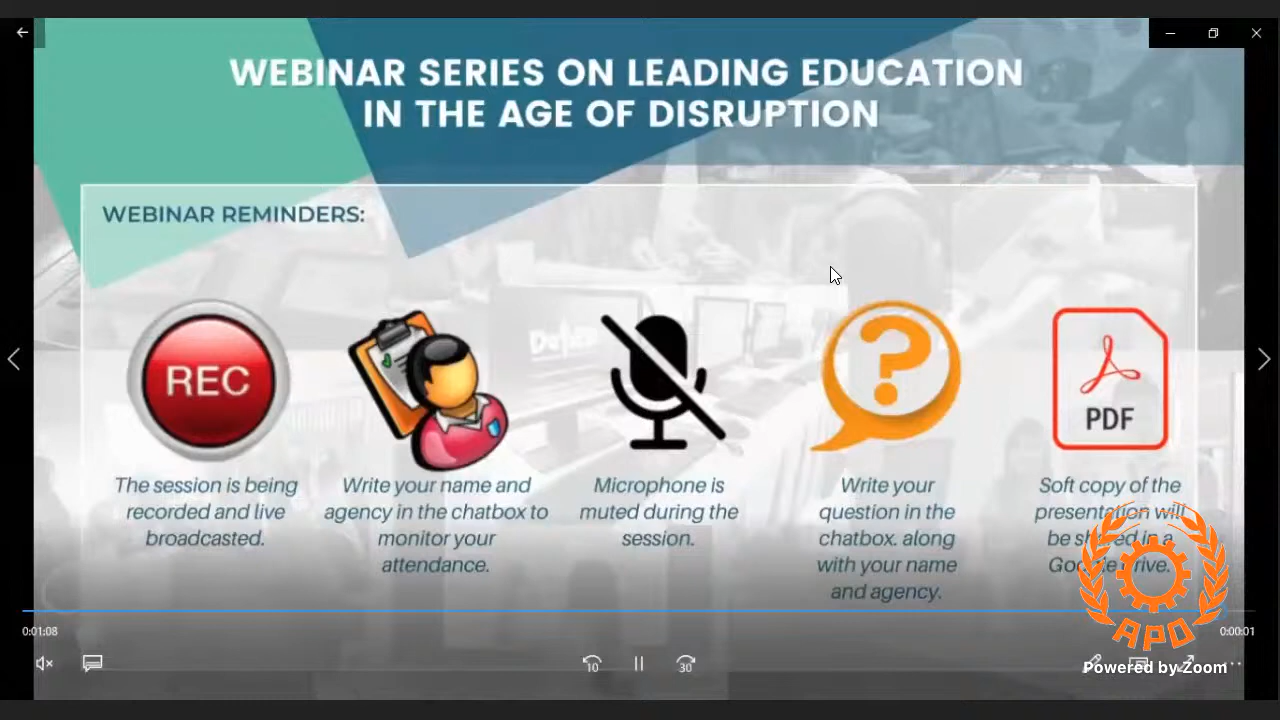 WEBINAR SERIES ON LEADING EDUCATION
IN THE AGE OF DISRUPTION
WEBINAR REMINDERS:
REC
PDF
The session is being
recorded and live
broadcasted.
Write your name and
agency in the chatbox to
monitor your
attendance.
Microphone is
muted during the
session.
Write your
question in the
chatbox. along
with your name
and agency.
Soft copy of the
presentation will
be shared in a
Google Drive.
APO
0:01:08
0:00:01
10
30
Powered by Zoom